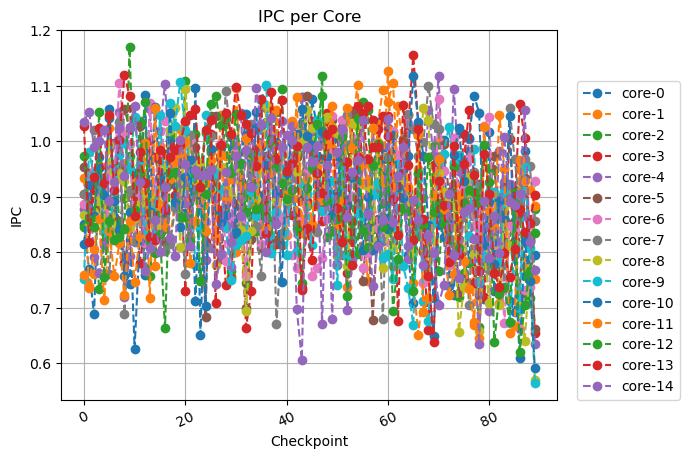 IPC per Core
1.2
1.1
1.0
0.9
0.8
0.7
0.6
IPC
0
20
40
60
80
Checkpoint
core-0
core-1
core-2
core-3
core-4
core-5
core-6
core-7
core-8
core-9
core-10
core-11
core-12
core-13
core-14